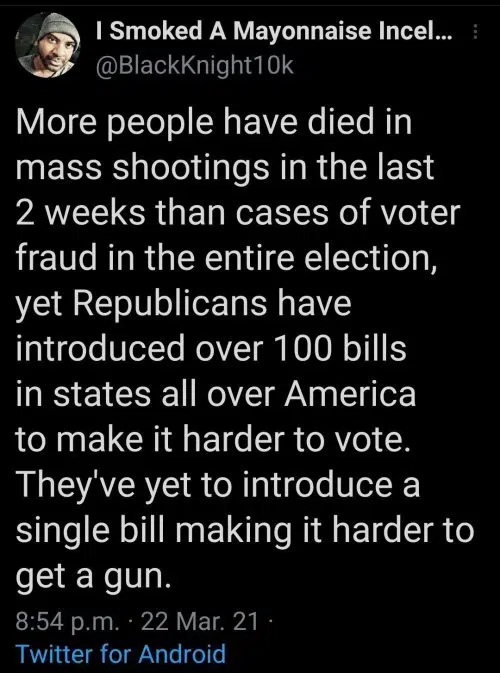 I Smoked A Mayonnaise Incel...
@BlackKnight10k
More people have died in
mass shootings in the last
2 weeks than cases of voter
fraud in the entire election,
yet Republicans have
introduced over 100 bills
in states all over America
to make it harder to vote.
They've yet to introduce a
single bill making it harder to
get a gun.
8:54 p.m. · 22 Mar. 21 ·
Twitter for Android